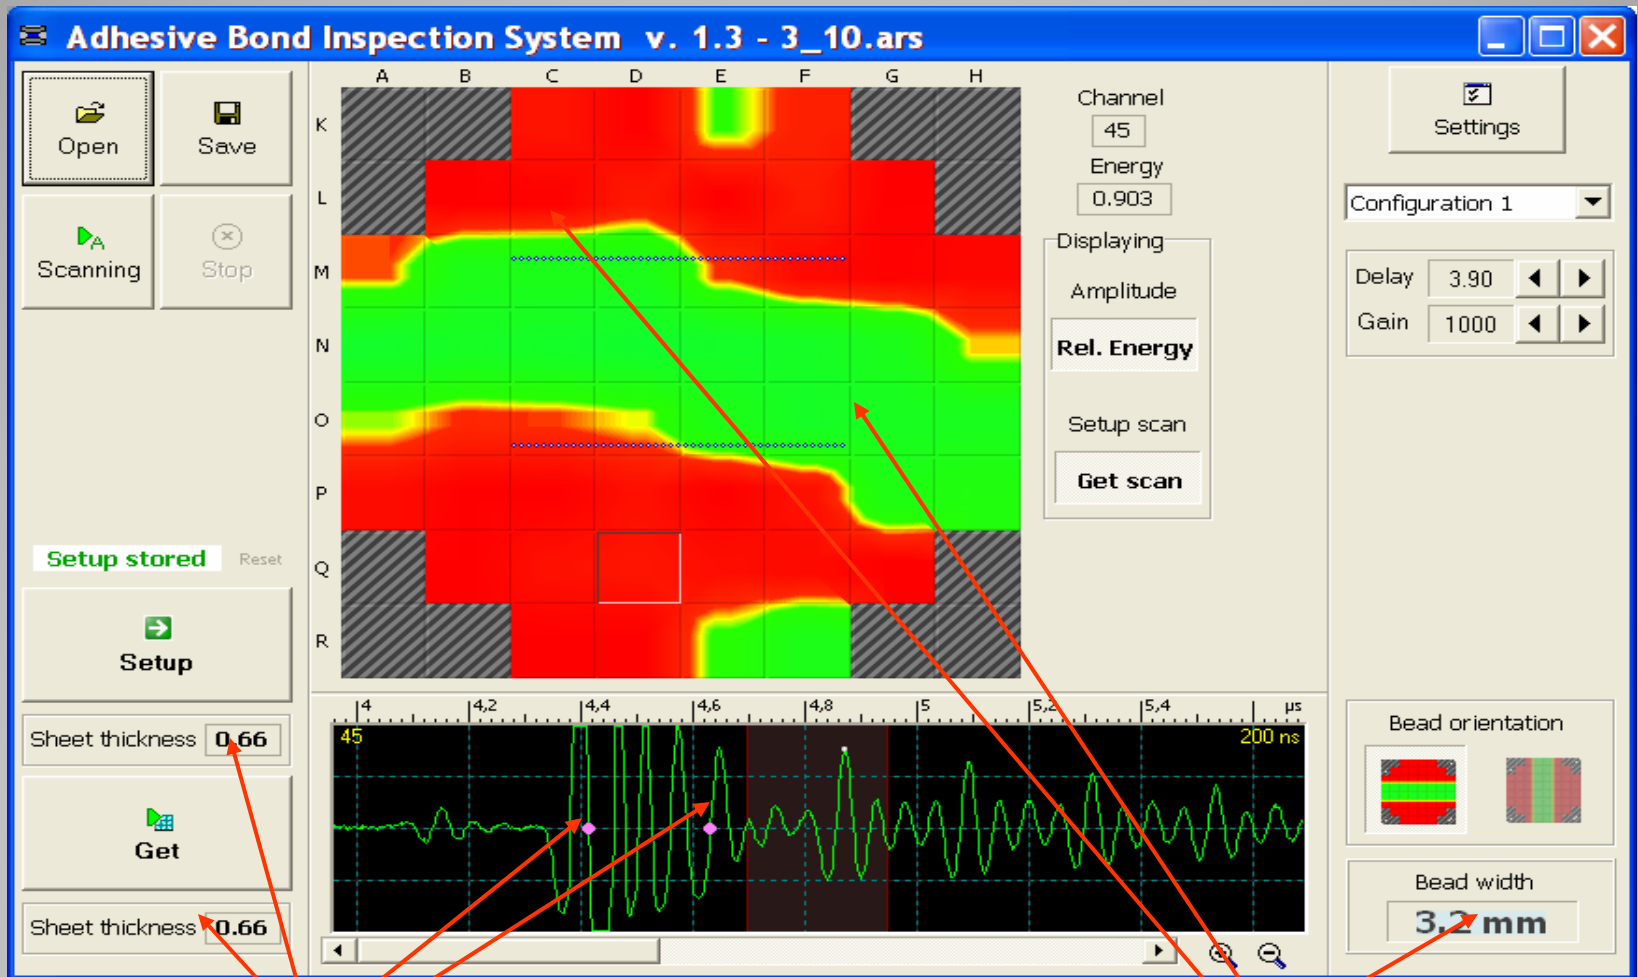 Adhesive Bond Inspection System v. 1.3 - 3_10.ars
Open
Save
Scanning
Stop
Setup stored
Reset
Setup
Sheet thickness 0.66
Get
Sheet thickness 0.66
A B C D E F G H
K
L
M
N
O
P
Q
R
Channel
45
Energy
0.903
Displaying
Amplitude
Rel. Energy
Setup scan
Get scan
4 4,2 4,4 4,6 4,8 5 5,2 5,4 µs
45
200 ns
Settings
Configuration 1
Delay 3.90
Gain 1000
Bead orientation
Bead width
3.2 mm